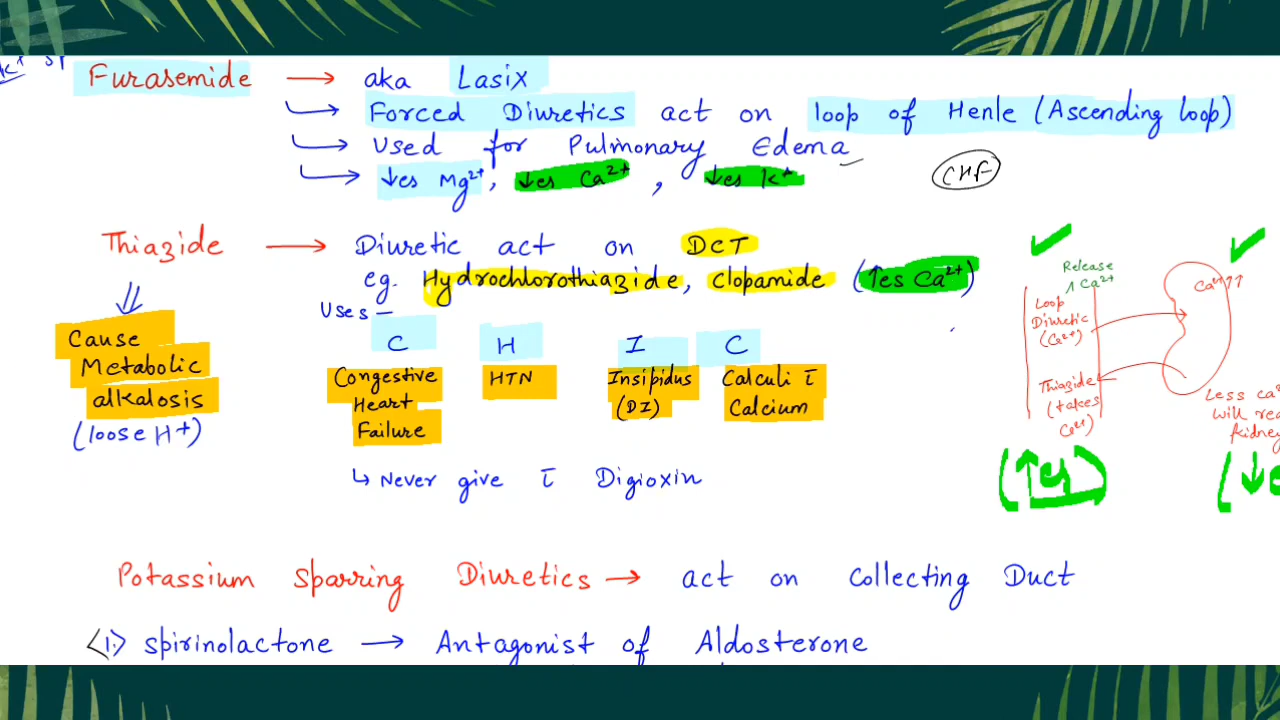 K+ sp
Furasemide → aka Lasix
↳ Forced Diuretics act on loop of Henle (Ascending loop)
↳ used for Pulmonary Edema
↳ ↓es Mg2+, ↓es Ca2+, ↓es K+
CHF
Thiazide → Diuretic act on DCT
eg. Hydrochlorothiazide, Clopamide (↑es Ca2+)
⇓
Cause
Metabolic
alkalosis
(loose H+)
Uses –
C H I C
Congestive
Heart
Failure
HTN
Insipidus
(DI)
Calculi c̄
Calcium
↳ Never give c̄ Digioxin
Release
↑ Ca2+
Loop
Diuretic
(Ca2+)
Thiazide
(takes
Ca2+)
(↑es)
Ca2+↑↑
Less ca
will rea
kidney
(↓e
Potassium Sparring Diuretics → act on Collecting Duct
<1.> spirinolactone → Antagonist of Aldosterone